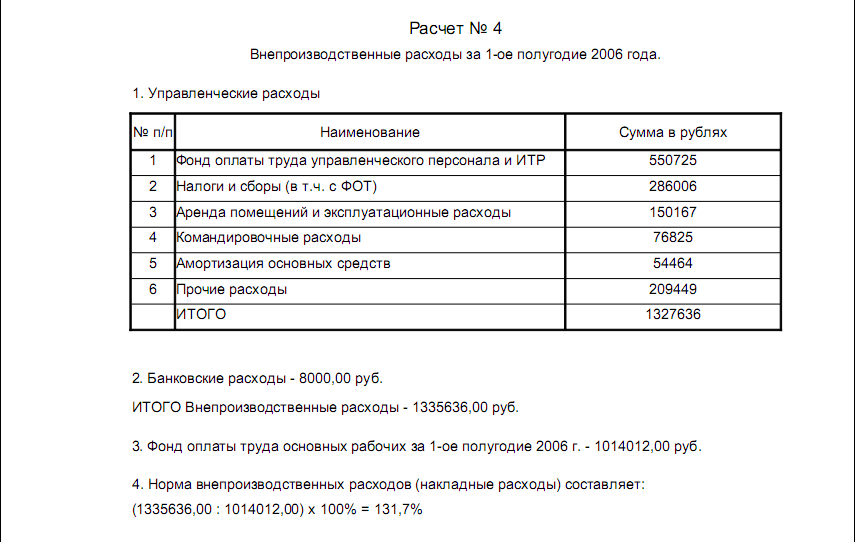 Расчет № 4
Внепроизводственные расходы за 1-ое полугодие 2006 года.
1. Управленческие расходы
№ п/п Наименование Сумма в рублях
1 Фонд оплаты труда управленческого персонала и ИТР 550725
2 Налоги и сборы (в т.ч. с ФОТ) 286006
3 Аренда помещений и эксплуатационные расходы 150167
4 Командировочные расходы 76825
5 Амортизация основных средств 54464
6 Прочие расходы 209449
ИТОГО 1327636
2. Банковские расходы - 8000,00 руб.
ИТОГО Внепроизводственные расходы - 1335636,00 руб.
3. Фонд оплаты труда основных рабочих за 1-ое полугодие 2006 г. - 1014012,00 руб.
4. Норма внепроизводственных расходов (накладные расходы) составляет:
(1335636,00 : 1014012,00) х 100% = 131,7%